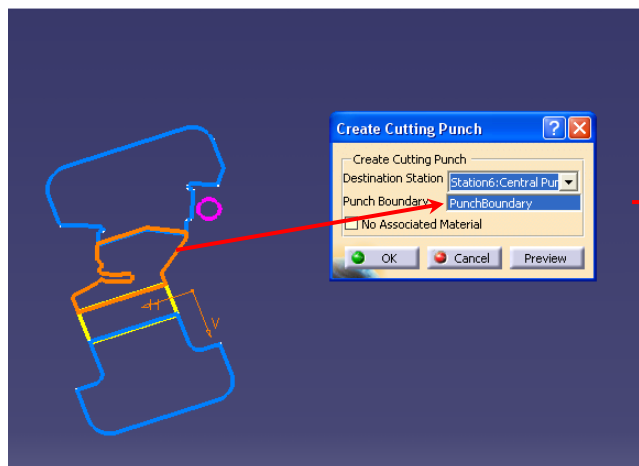 Create Cutting Punch
Create Cutting Punch
Destination Station Station6:Central Pur
Punch Boundary PunchBoundary
No Associated Material
OK Cancel Preview
H
V